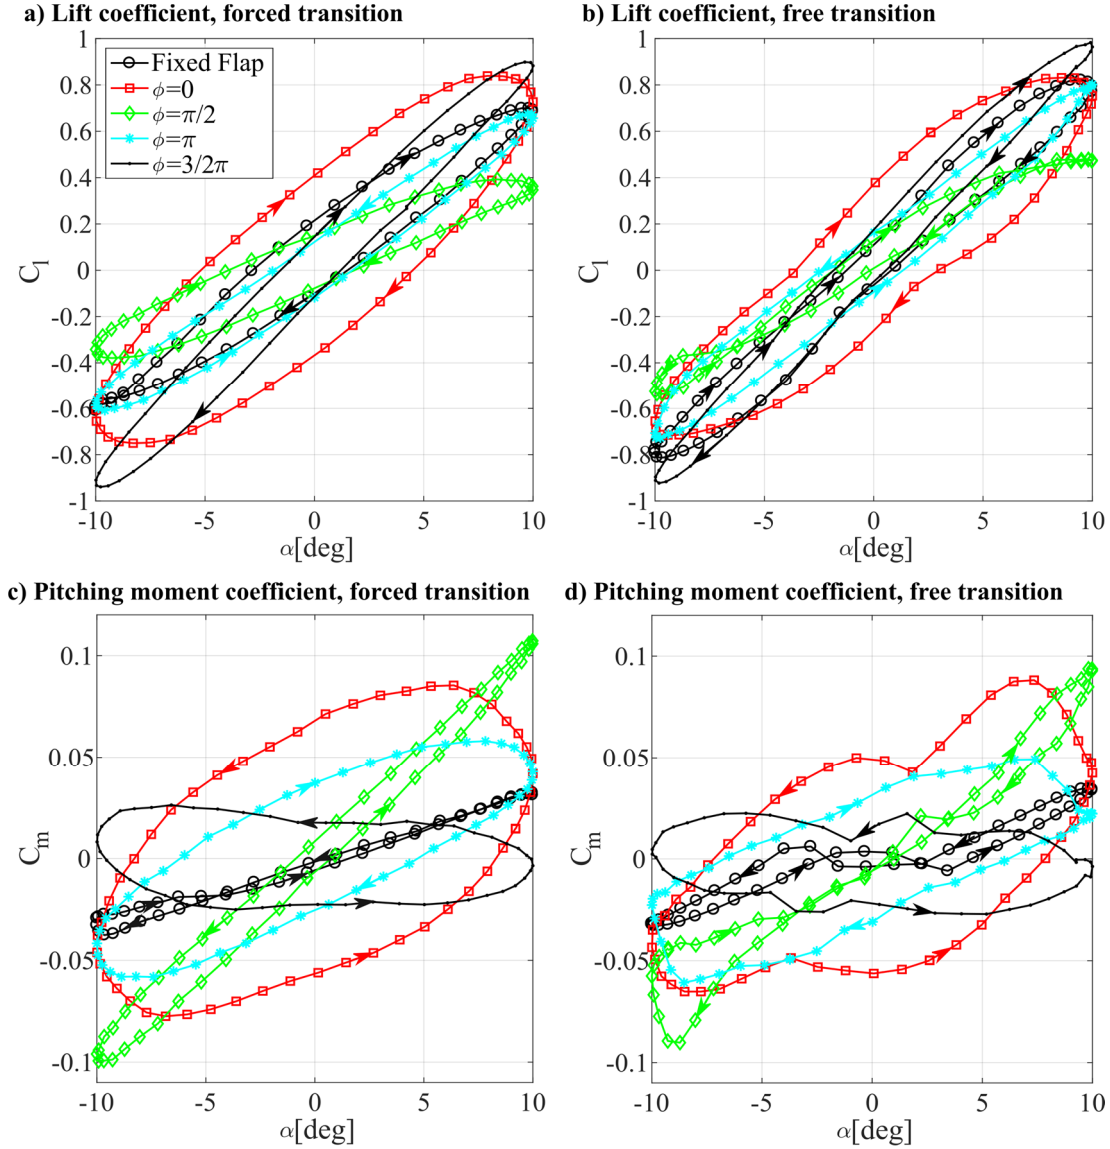 a) Lift coefficient, forced transition
1
0.8
0.6
0.4
0.2
0
-0.2
-0.4
-0.6
-0.8
-1
Cl
-10 -5 0 5 10
α[deg]
Fixed Flap
ϕ=0
ϕ=π/2
ϕ=π
ϕ=3/2π
b) Lift coefficient, free transition
1
0.8
0.6
0.4
0.2
0
-0.2
-0.4
-0.6
-0.8
-1
Cl
-10 -5 0 5 10
α[deg]
c) Pitching moment coefficient, forced transition
0.1
0.05
0
-0.05
-0.1
Cm
-10 -5 0 5 10
α[deg]
d) Pitching moment coefficient, free transition
0.1
0.05
0
-0.05
-0.1
Cm
-10 -5 0 5 10
α[deg]